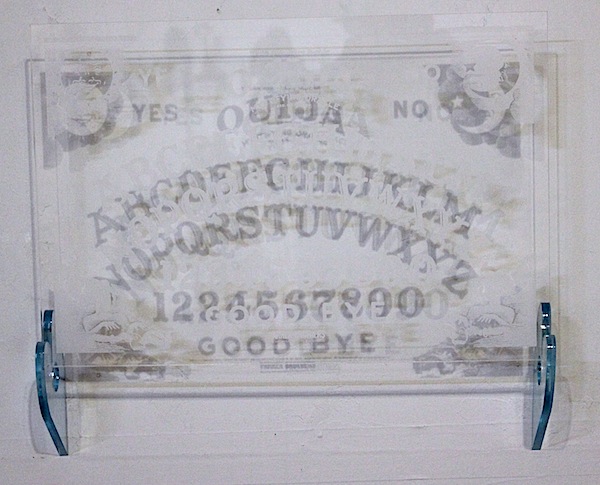 YES OUIJA NO
ABCDEFGHIJKLM
NOPQRSTUVWXYZ
1234567890
GOOD BYE